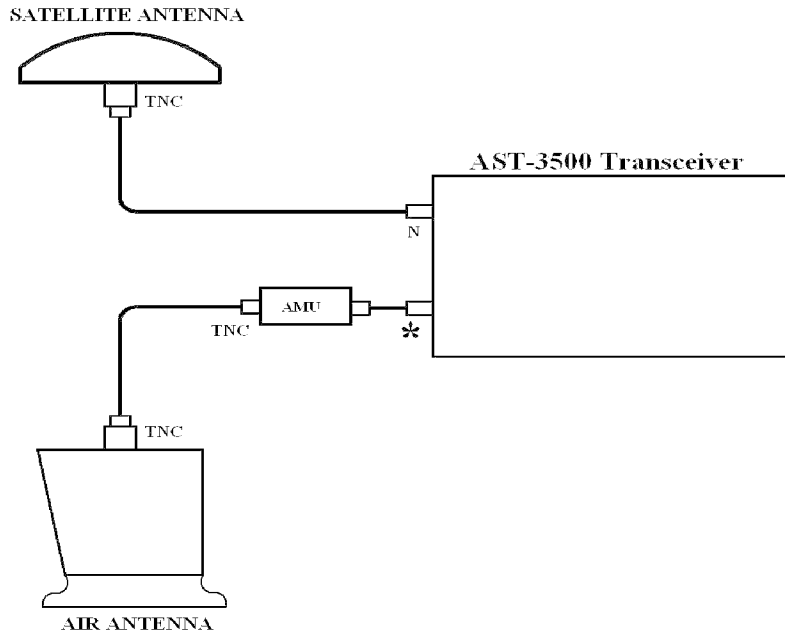 SATELLITE ANTENNA
TNC
AST-3500 Transceiver
N
AMU
TNC
*
TNC
AIR ANTENNA